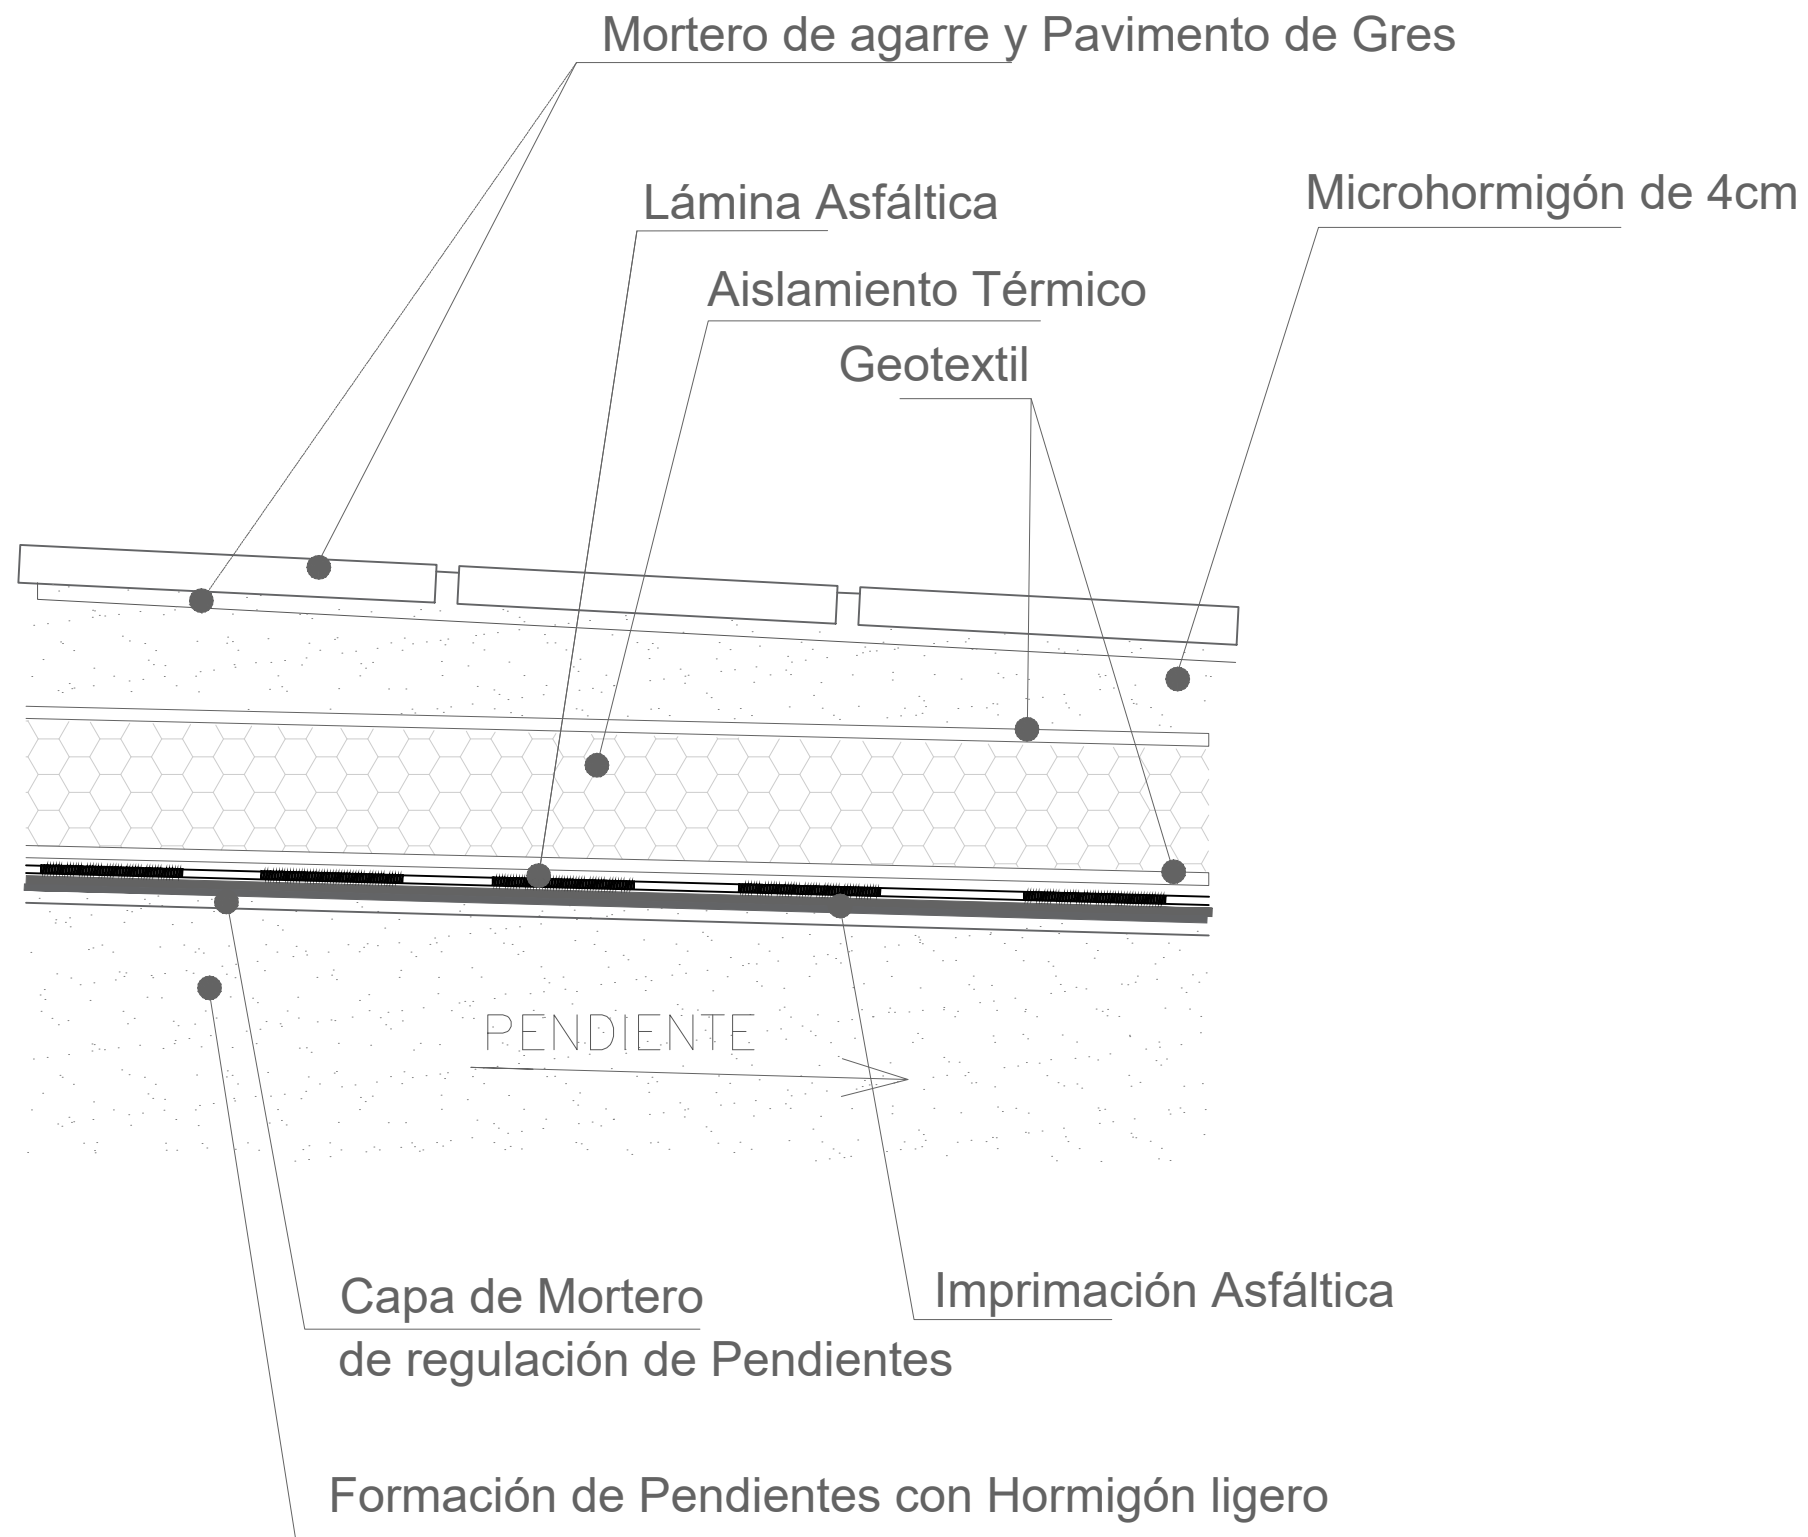 Mortero de agarre y Pavimento de Gres
Microhormigón de 4cm
Lámina Asfáltica
Aislamiento Térmico
Geotextil
PENDIENTE
Capa de Mortero
de regulación de Pendientes
Imprimación Asfáltica
Formación de Pendientes con Hormigón ligero